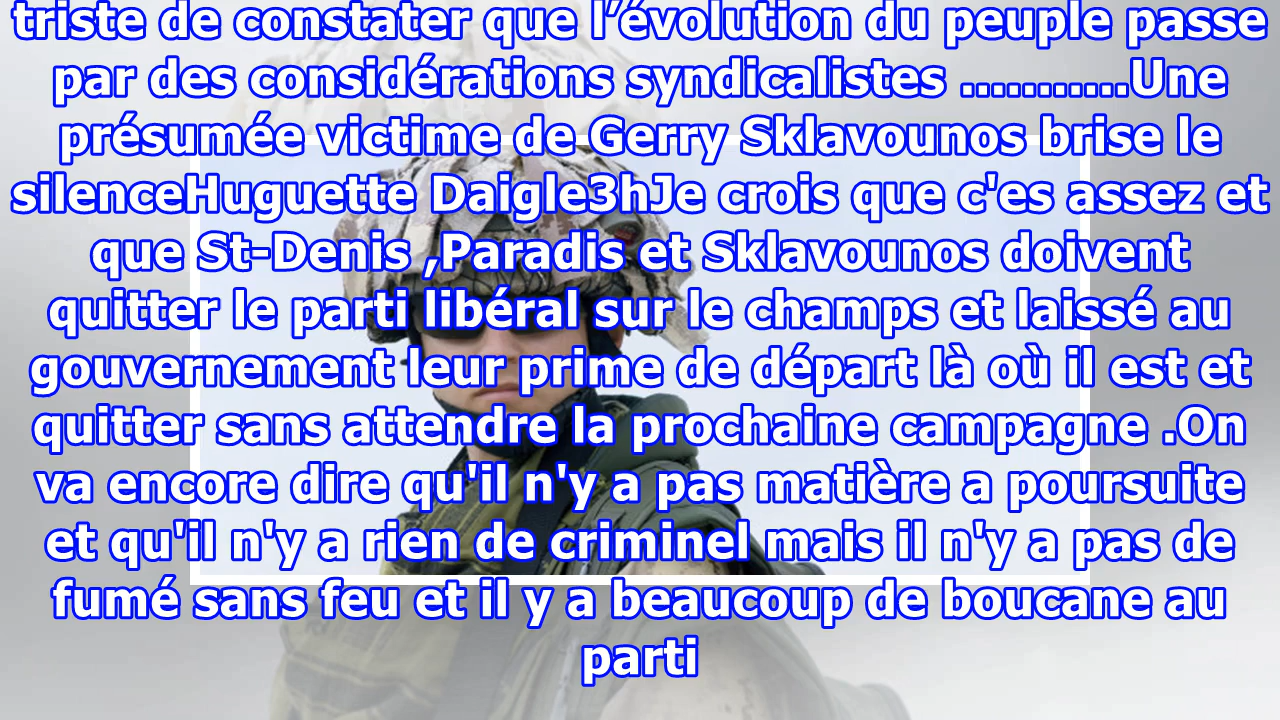 triste de constater que l’évolution du peuple passe
par des considérations syndicalistes ...........Une
présumée victime de Gerry Sklavounos brise le
silenceHuguette Daigle3hJe crois que c'es assez et
que St-Denis ,Paradis et Sklavounos doivent
quitter le parti libéral sur le champs et laissé au
gouvernement leur prime de départ là où il est et
quitter sans attendre la prochaine campagne .On
va encore dire qu'il n'y a pas matière a poursuite
et qu'il n'y a rien de criminel mais il n'y a pas de
fumé sans feu et il y a beaucoup de boucane au
parti